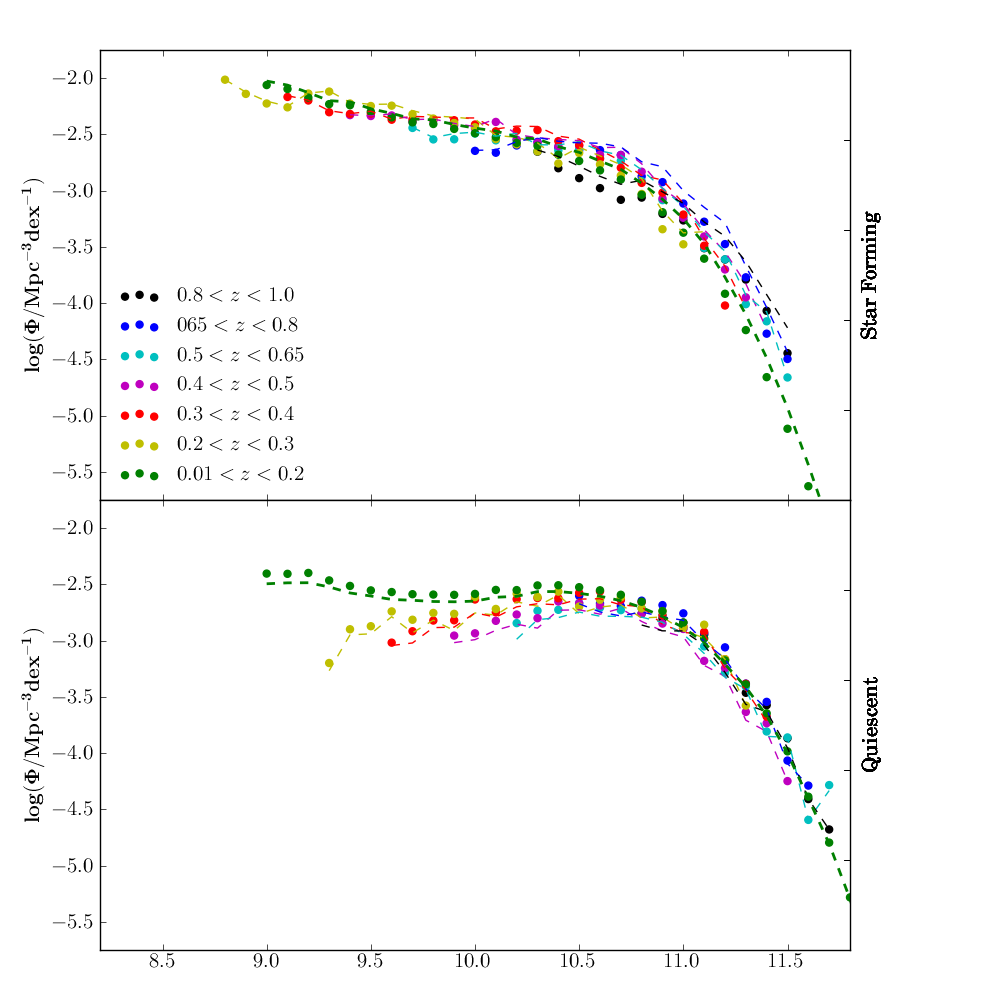 −2.0
−2.5
−3.0
−3.5
−4.0
−4.5
−5.0
−5.5
log(Φ/Mpc⁻³dex⁻¹)
0.8 < z < 1.0
065 < z < 0.8
0.5 < z < 0.65
0.4 < z < 0.5
0.3 < z < 0.4
0.2 < z < 0.3
0.01 < z < 0.2
Star Forming
−2.0
−2.5
−3.0
−3.5
−4.0
−4.5
−5.0
−5.5
log(Φ/Mpc⁻³dex⁻¹)
Quiescent
8.5 9.0 9.5 10.0 10.5 11.0 11.5